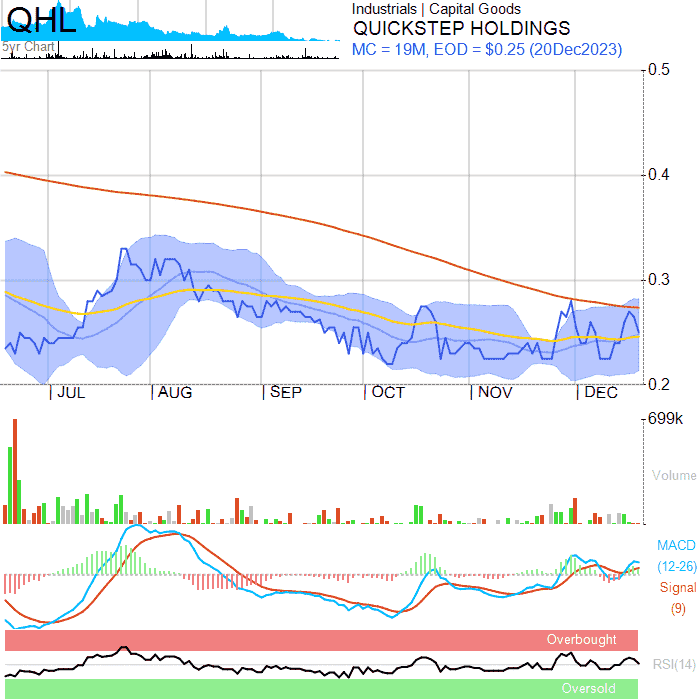 QHL
Industrials | Capital Goods
QUICKSTEP HOLDINGS
5yr Chart
MC = 19M, EOD = $0.25 (20Dec2023)
0.5
0.4
0.3
0.2
| JUL | AUG | SEP | OCT | NOV | DEC
699k
Volume
MACD
(12-26)
Signal
(9)
Overbought
RSI(14)
Oversold